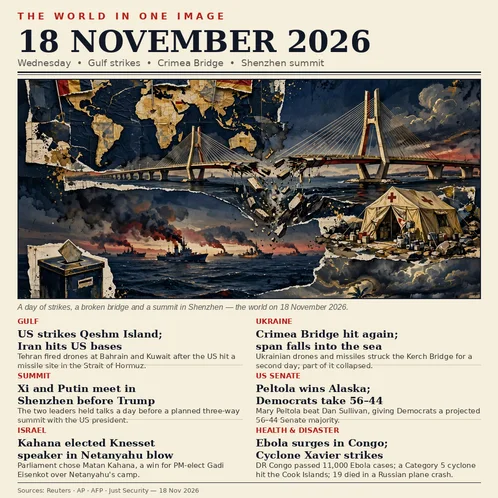 THE WORLD IN ONE IMAGE
18 NOVEMBER 2026
Wednesday • Gulf strikes • Crimea Bridge • Shenzhen summit
A day of strikes, a broken bridge and a summit in Shenzhen — the world on 18 November 2026.
GULF
US strikes Qeshm Island;
Iran hits US bases
Tehran fired drones at Bahrain and Kuwait after the US hit a
missile site in the Strait of Hormuz.
UKRAINE
Crimea Bridge hit again;
span falls into the sea
Ukrainian drones and missiles struck the Kerch Bridge for a
second day; part of it collapsed.
SUMMIT
Xi and Putin meet in
Shenzhen before Trump
The two leaders held talks a day before a planned three-way
summit with the US president.
US SENATE
Peltola wins Alaska;
Democrats take 56–44
Mary Peltola beat Dan Sullivan, giving Democrats a projected
56–44 Senate majority.
ISRAEL
Kahana elected Knesset
speaker in Netanyahu blow
Parliament chose Matan Kahana, a win for PM-elect Gadi
Eisenkot over Netanyahu's camp.
HEALTH & DISASTER
Ebola surges in Congo;
Cyclone Xavier strikes
DR Congo passed 11,000 Ebola cases; a Category 5 cyclone
hit the Cook Islands; 19 died in a Russian plane crash.
Sources: Reuters · AP · AFP · Just Security — 18 Nov 2026